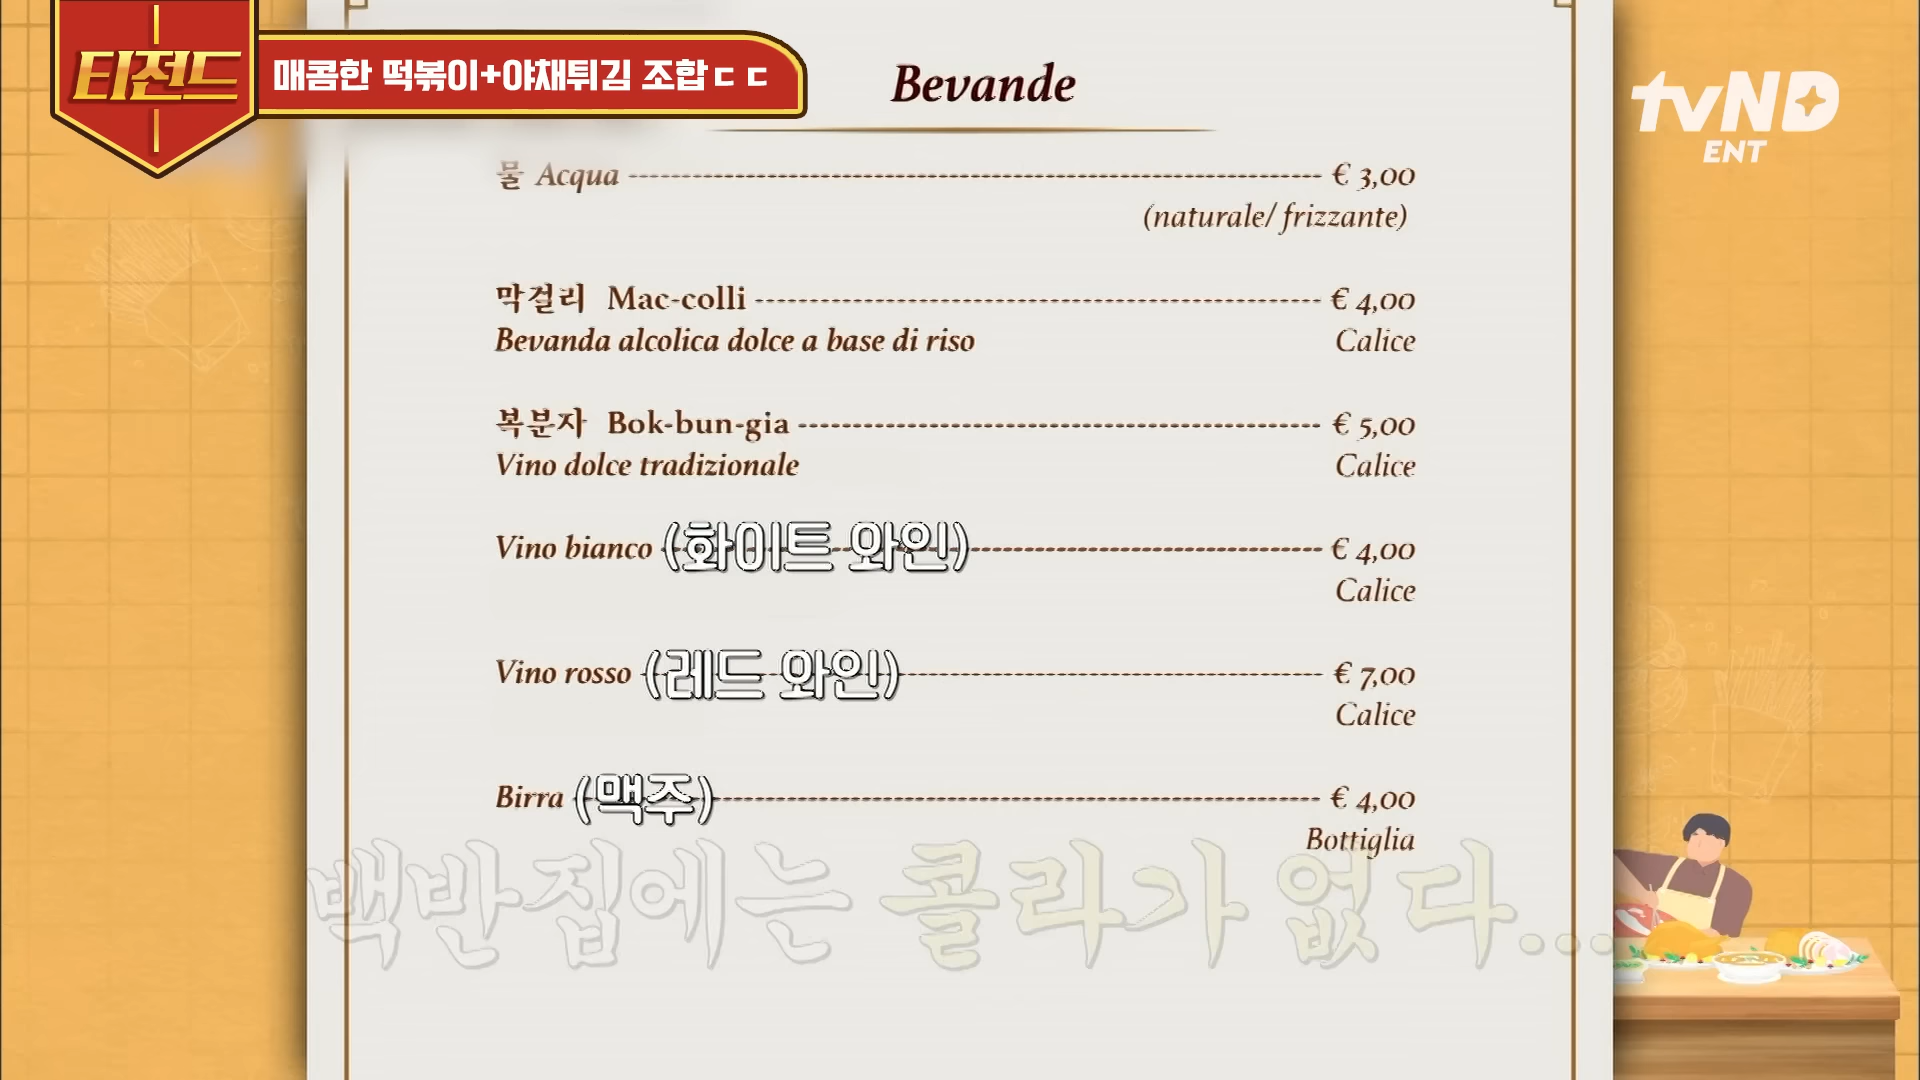 티전드
매콤한 떡볶이+야채튀김 조합ㄷㄷ
tvND
ENT
Bevande
물 Acqua € 3,00
(naturale/ frizzante)
막걸리 Mac-colli € 4,00
Bevanda alcolica dolce a base di riso Calice
복분자 Bok-bun-gia € 5,00
Vino dolce tradizionale Calice
Vino bianco (화이트 와인) € 4,00
Calice
Vino rosso (레드 와인) € 7,00
Calice
Birra (맥주) € 4,00
Bottiglia
백반집에는 콜라가 없다...